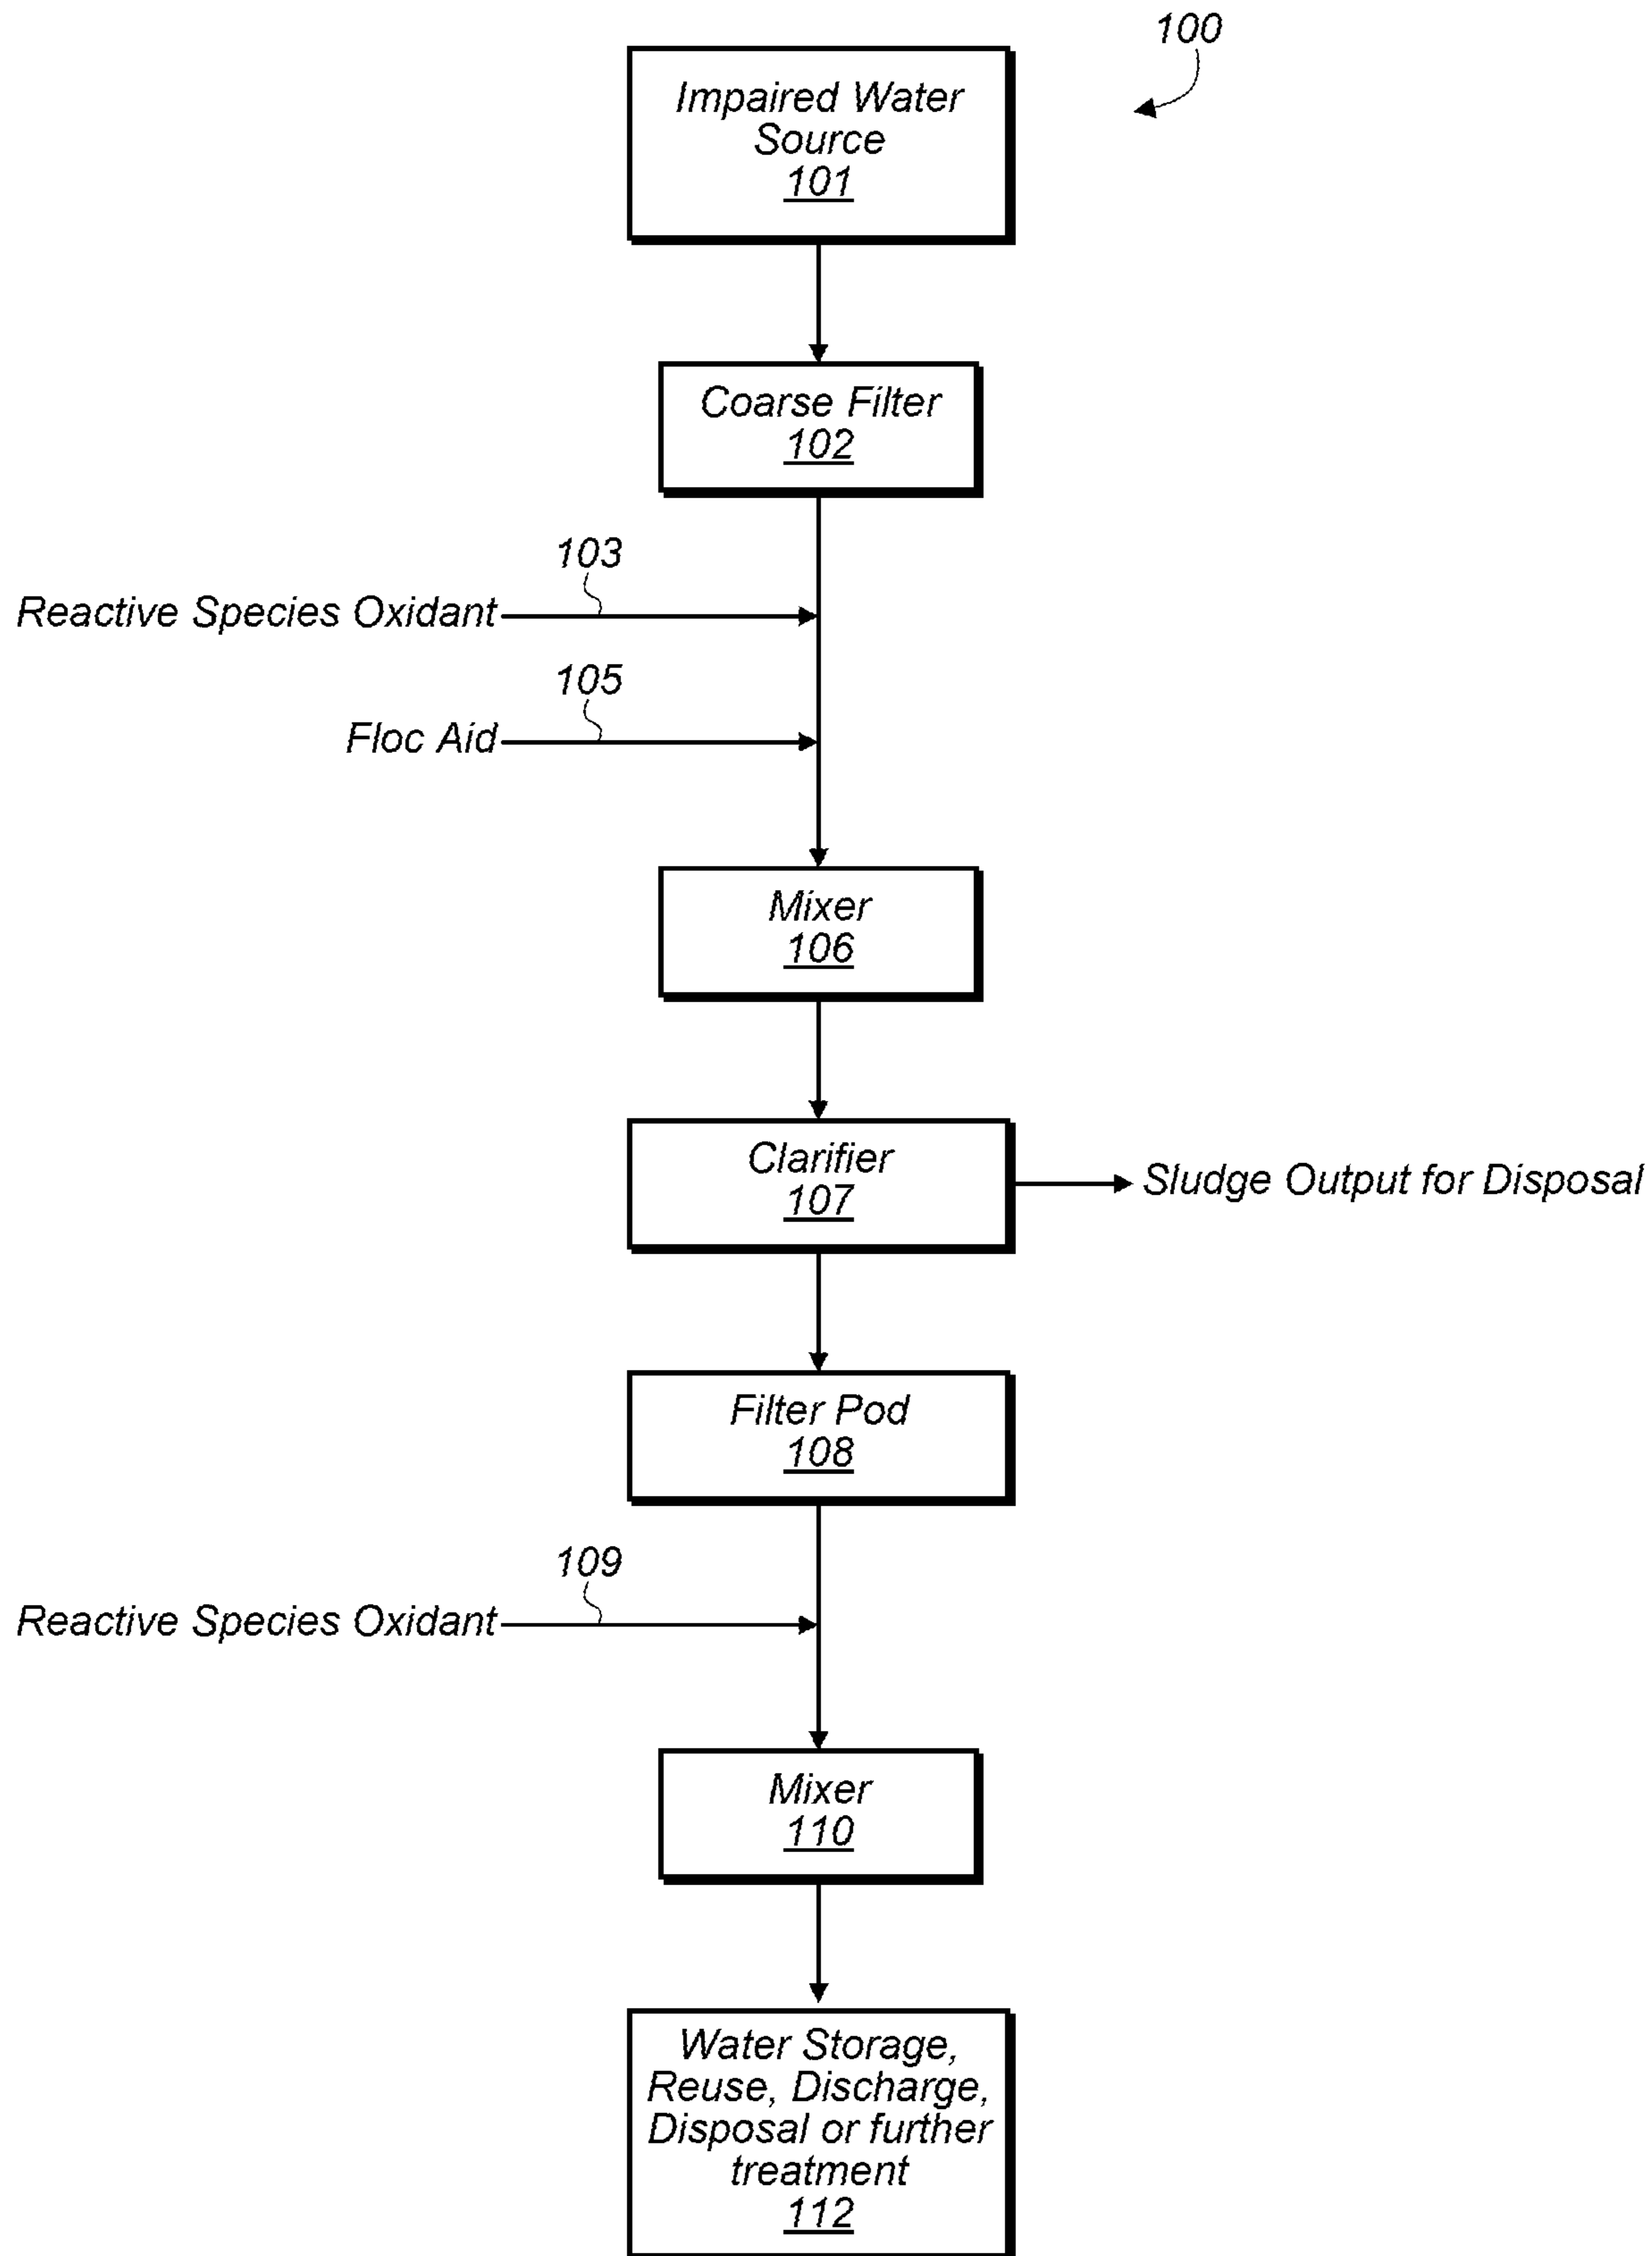 100
Impaired Water
Source
101
Coarse Filter
102
103
Reactive Species Oxidant
105
Floc Aid
Mixer
106
Clarifier
107
Sludge Output for Disposal
Filter Pod
108
109
Reactive Species Oxidant
Mixer
110
Water Storage,
Reuse, Discharge,
Disposal or further
treatment
112